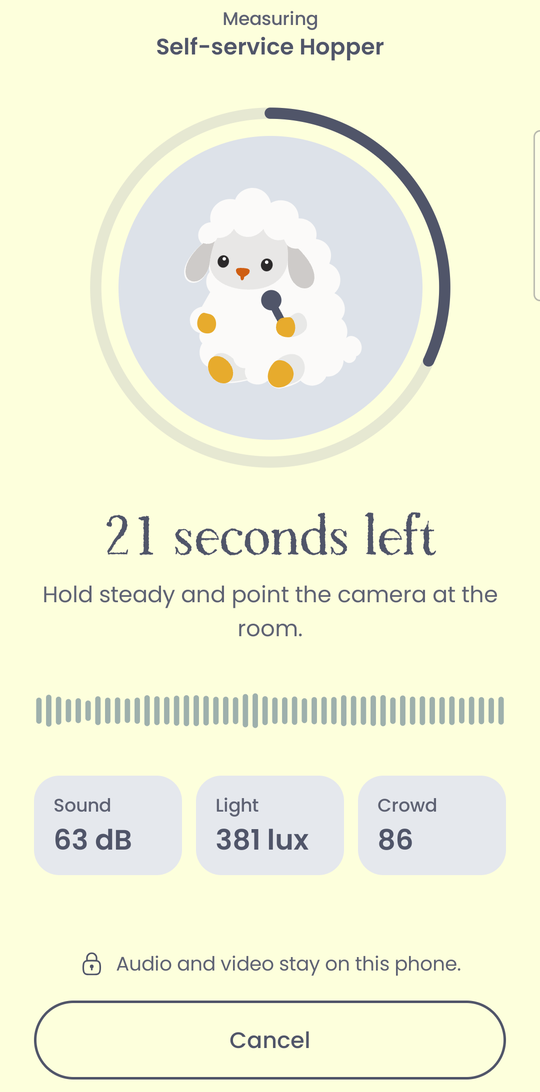 Measuring
Self-service Hopper
21 seconds left
Hold steady and point the camera at the
room.
Sound
63 dB
Light
381 lux
Crowd
86
Audio and video stay on this phone.
Cancel